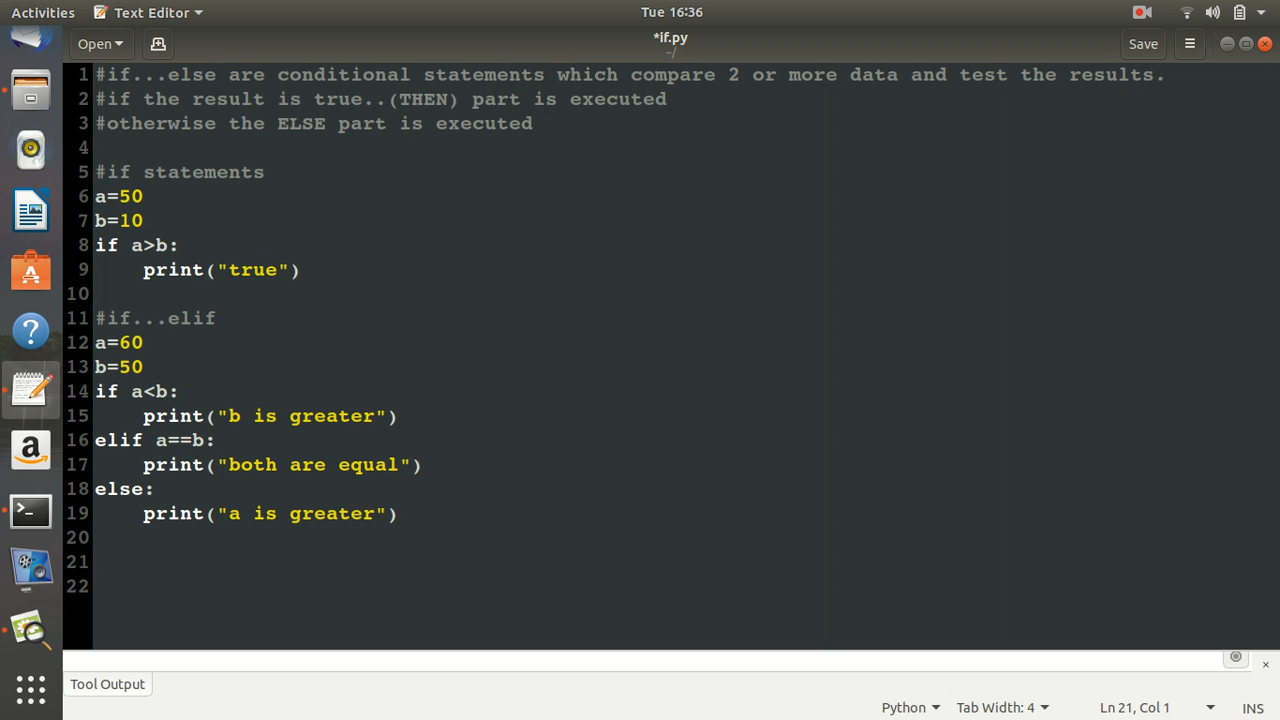 Activities Text Editor Tue 16:36
Open *if.py Save
~/
1 #if...else are conditional statements which compare 2 or more data and test the results.
2 #if the result is true..(THEN) part is executed
3 #otherwise the ELSE part is executed
4
5 #if statements
6 a=50
7 b=10
8 if a>b:
9     print("true")
10
11 #if...elif
12 a=60
13 b=50
14 if a<b:
15     print("b is greater")
16 elif a==b:
17     print("both are equal")
18 else:
19     print("a is greater")
20
21
22
Tool Output
Python Tab Width: 4 Ln 21, Col 1 INS